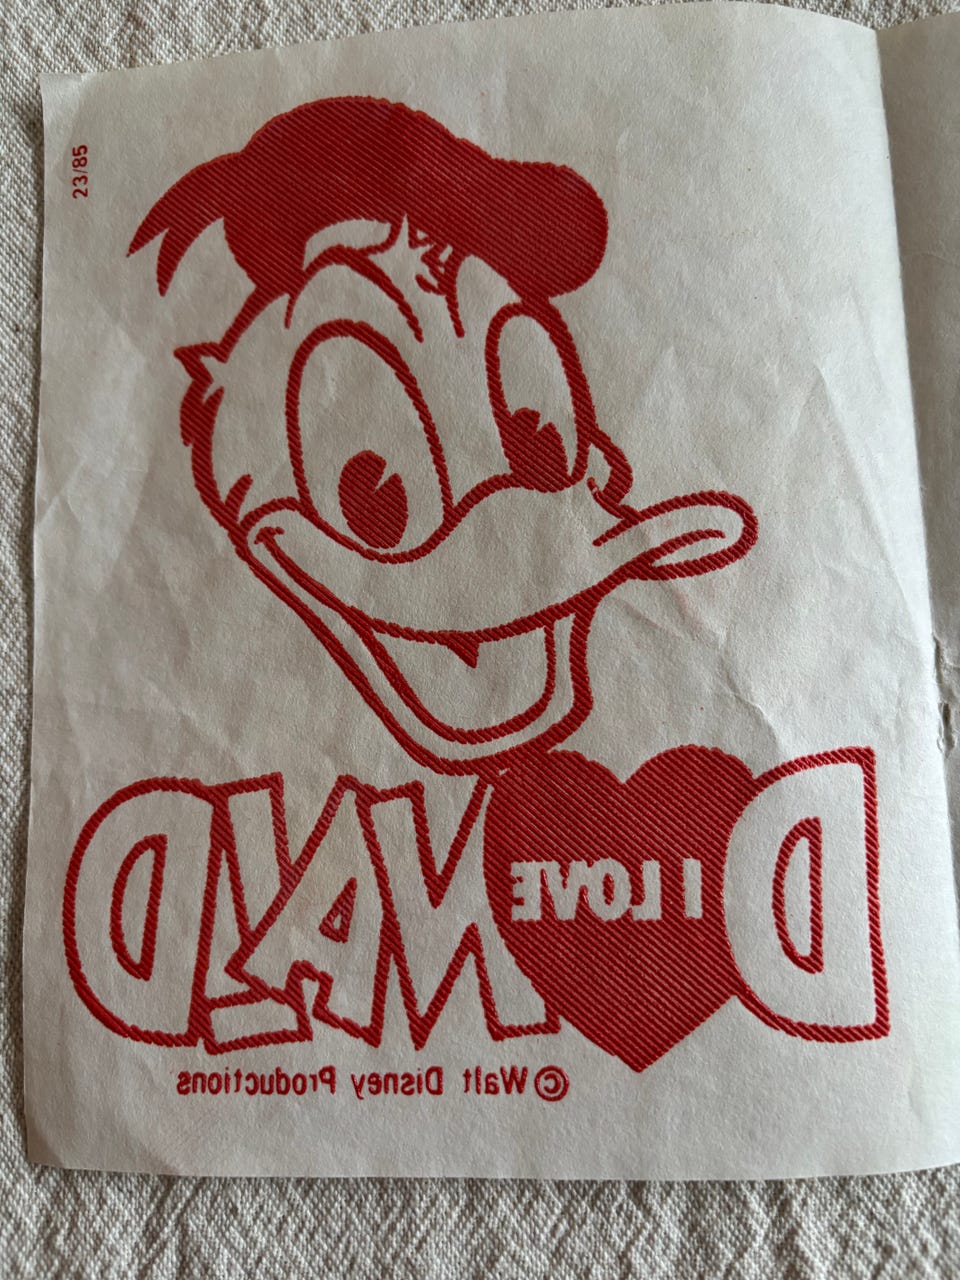 23/85
I LOVE
D♥NALD
©Walt Disney Productions